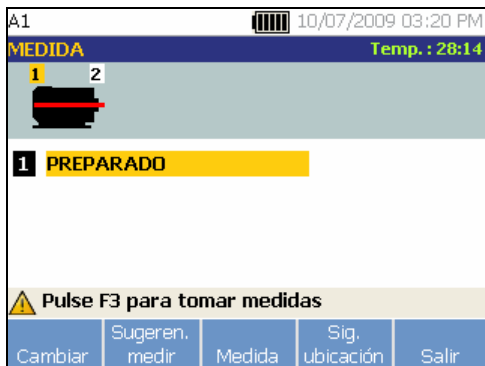 A1 10/07/2009 03:20 PM
MEDIDA Temp. : 28:14
1 2
1 PREPARADO
Pulse F3 para tomar medidas
Cambiar Sugeren. medir Medida Sig. ubicación Salir